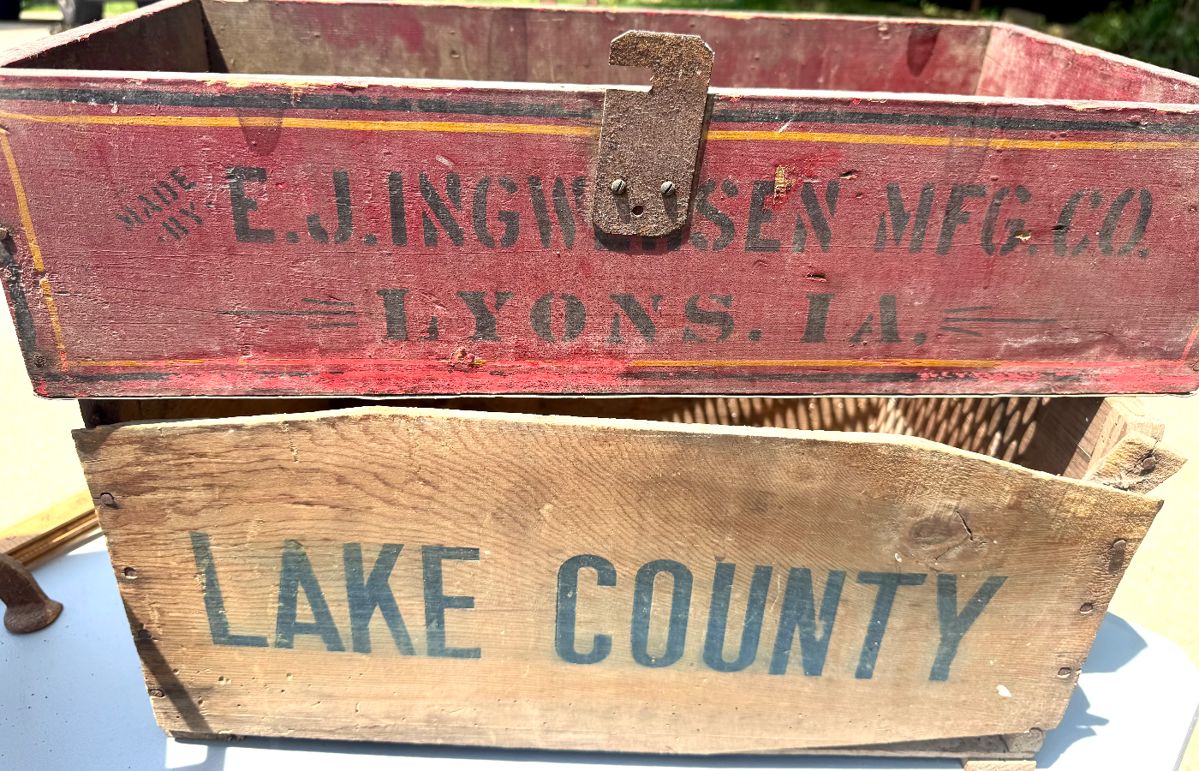 MADE
BY
E.J. MFG. CO.
LYONS. IA.
LAKE COUNTY